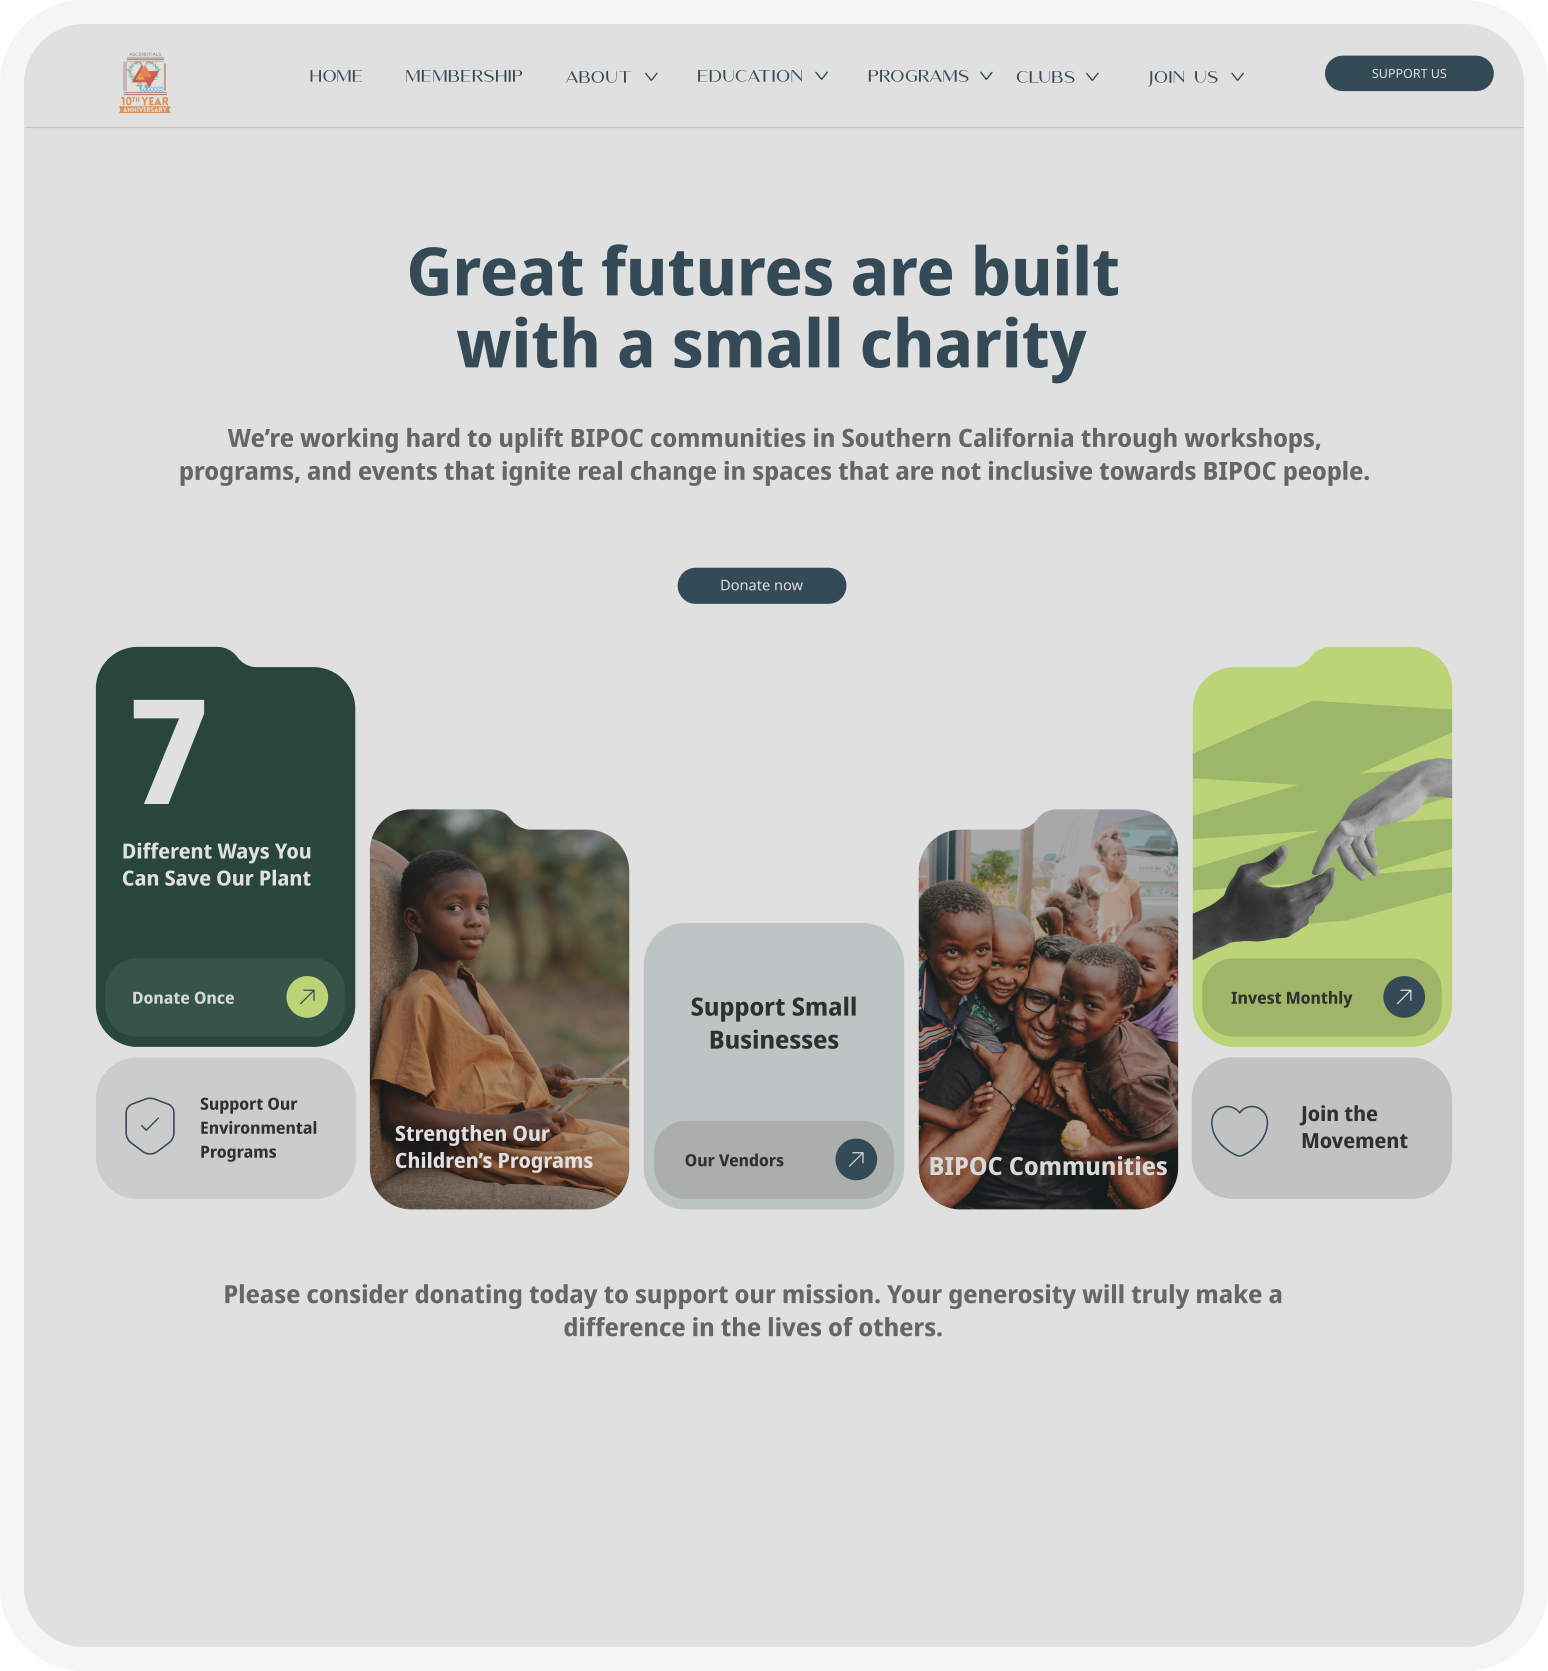 ASCENDTALS
10TH YEAR
ANNIVERSARY
HOME
MEMBERSHIP
ABOUT
EDUCATION
PROGRAMS
CLUBS
JOIN US
SUPPORT US
Great futures are built
with a small charity
We’re working hard to uplift BIPOC communities in Southern California through workshops,
programs, and events that ignite real change in spaces that are not inclusive towards BIPOC people.
Donate now
7
Different Ways You
Can Save Our Plant
Donate Once
Support Our
Environmental
Programs
Strengthen Our
Children’s Programs
Support Small
Businesses
Our Vendors
BIPOC Communities
Invest Monthly
Join the
Movement
Please consider donating today to support our mission. Your generosity will truly make a
difference in the lives of others.